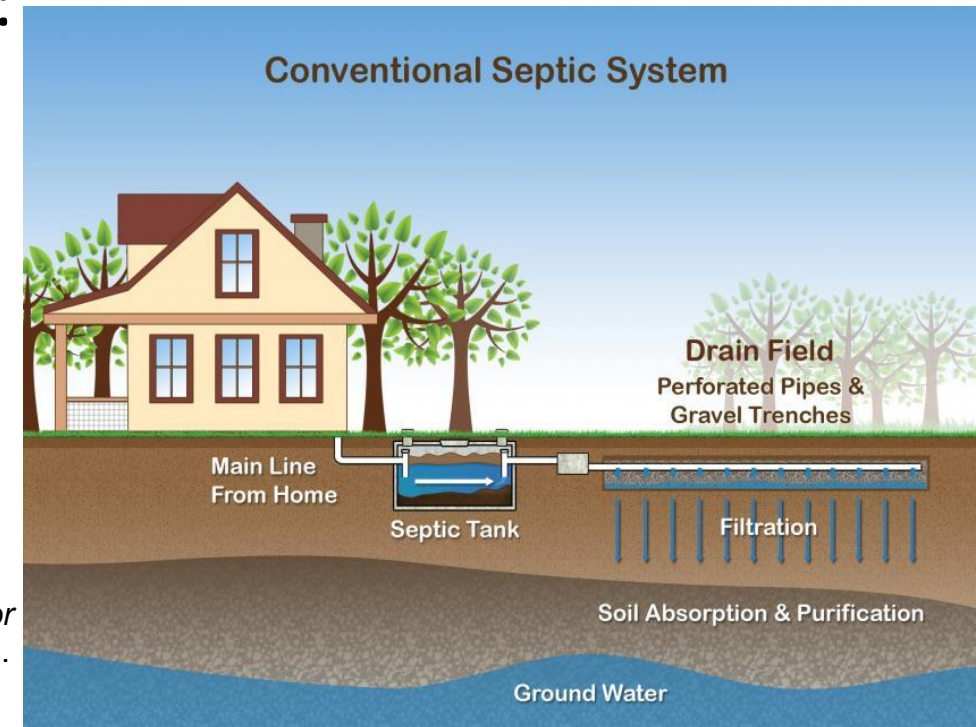 Conventional Septic System
Drain Field
Perforated Pipes &
Gravel Trenches
Main Line
From Home
Septic Tank
Filtration
Soil Absorption & Purification
or
.
Ground Water